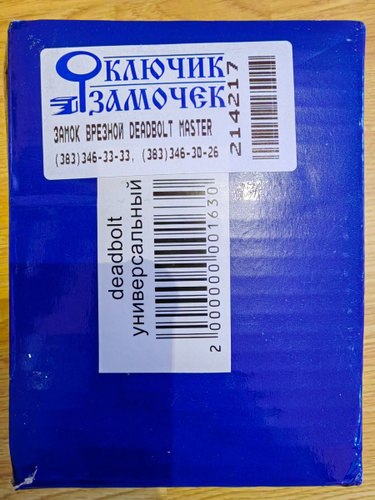 КЛЮЧИК
ЗАМОЧЕК
ЗАМОК ВРЕЗНОЙ DEADBOLT MASTER
(383)346-33-33, (383)346-30-26
214217
deadbolt
универсальный
2 000000 001630